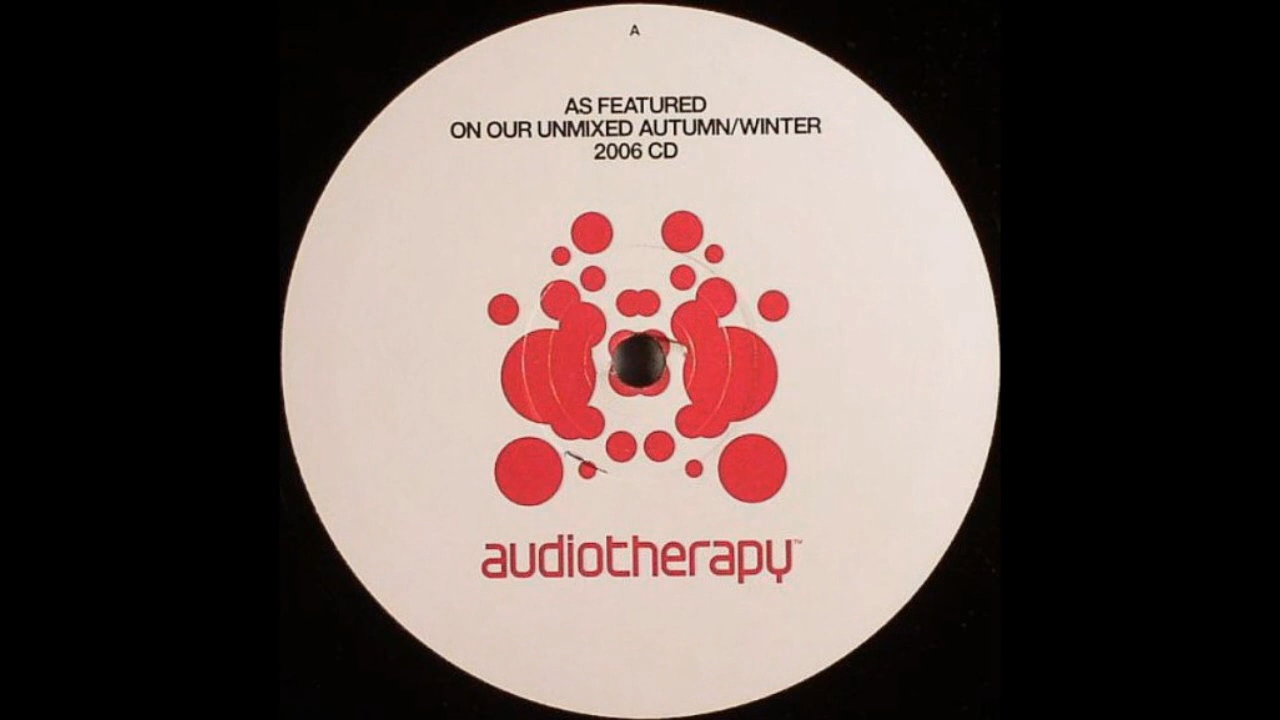 A
AS FEATURED
ON OUR UNMIXED AUTUMN/WINTER
2006 CD
audiotherapy™